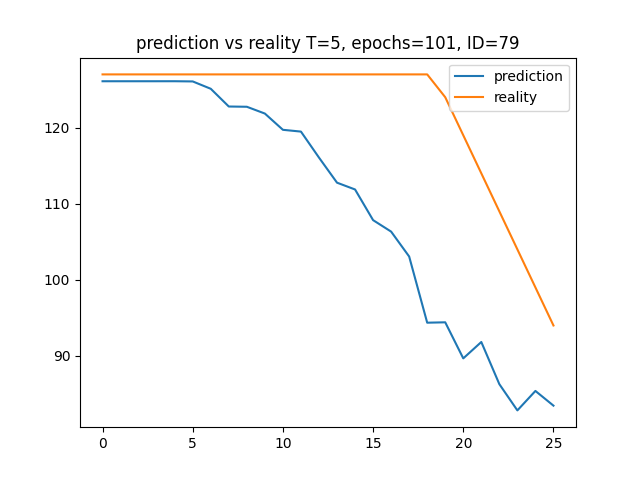 prediction vs reality T=5, epochs=101, ID=79
prediction
reality
120
110
100
90
0 5 10 15 20 25